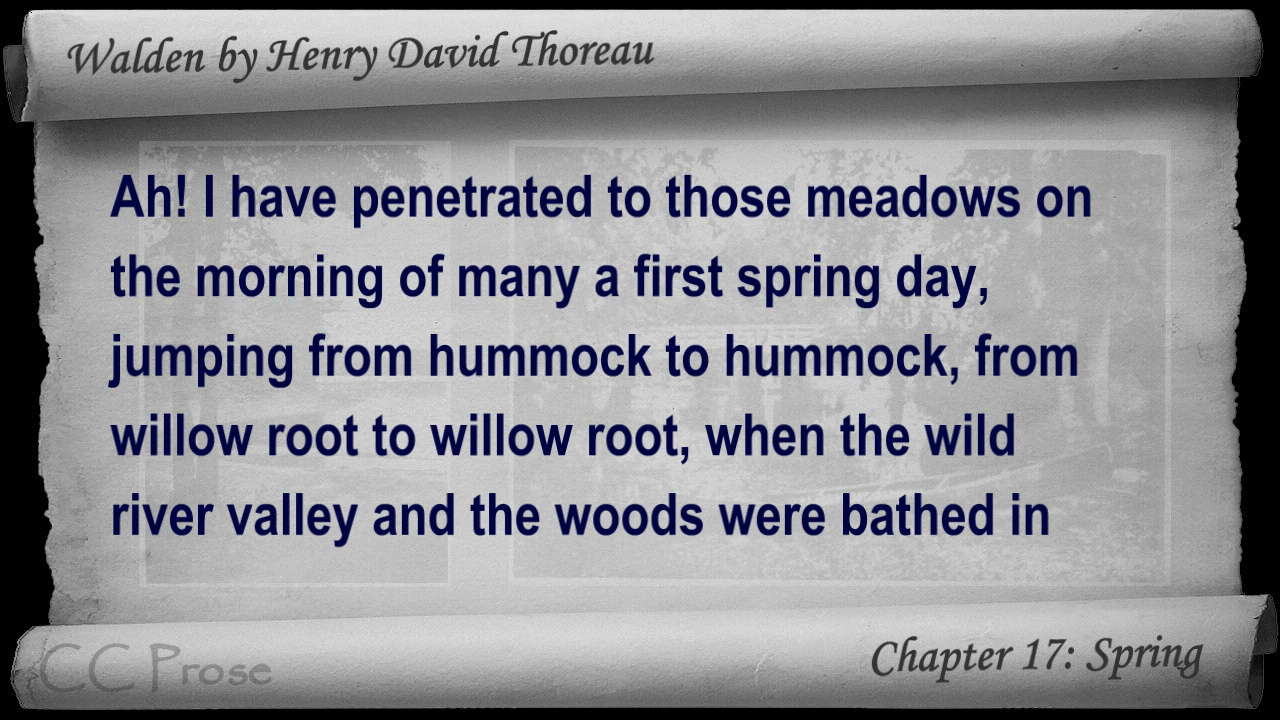 Walden by Henry David Thoreau
Ah! I have penetrated to those meadows on
the morning of many a first spring day,
jumping from hummock to hummock, from
willow root to willow root, when the wild
river valley and the woods were bathed in
CC Prose
Chapter 17: Spring